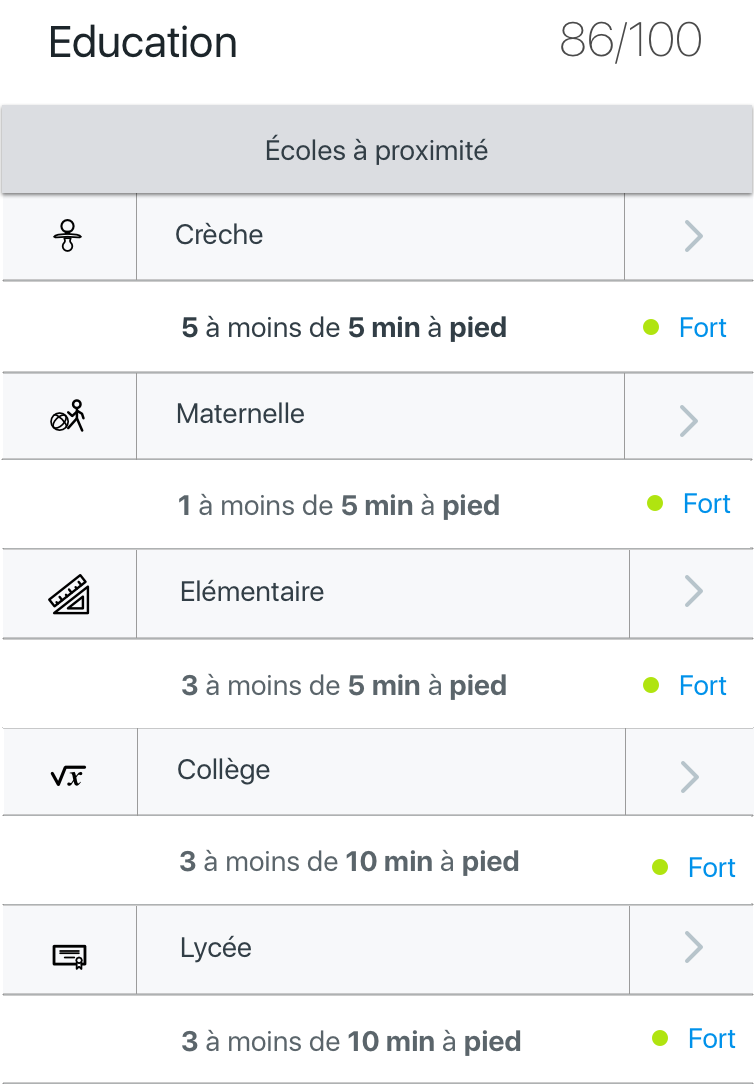 Education 86/100
Écoles à proximité
Crèche
5 à moins de 5 min à pied Fort
Maternelle
1 à moins de 5 min à pied Fort
Elémentaire
3 à moins de 5 min à pied Fort
√x Collège
3 à moins de 10 min à pied Fort
Lycée
3 à moins de 10 min à pied Fort